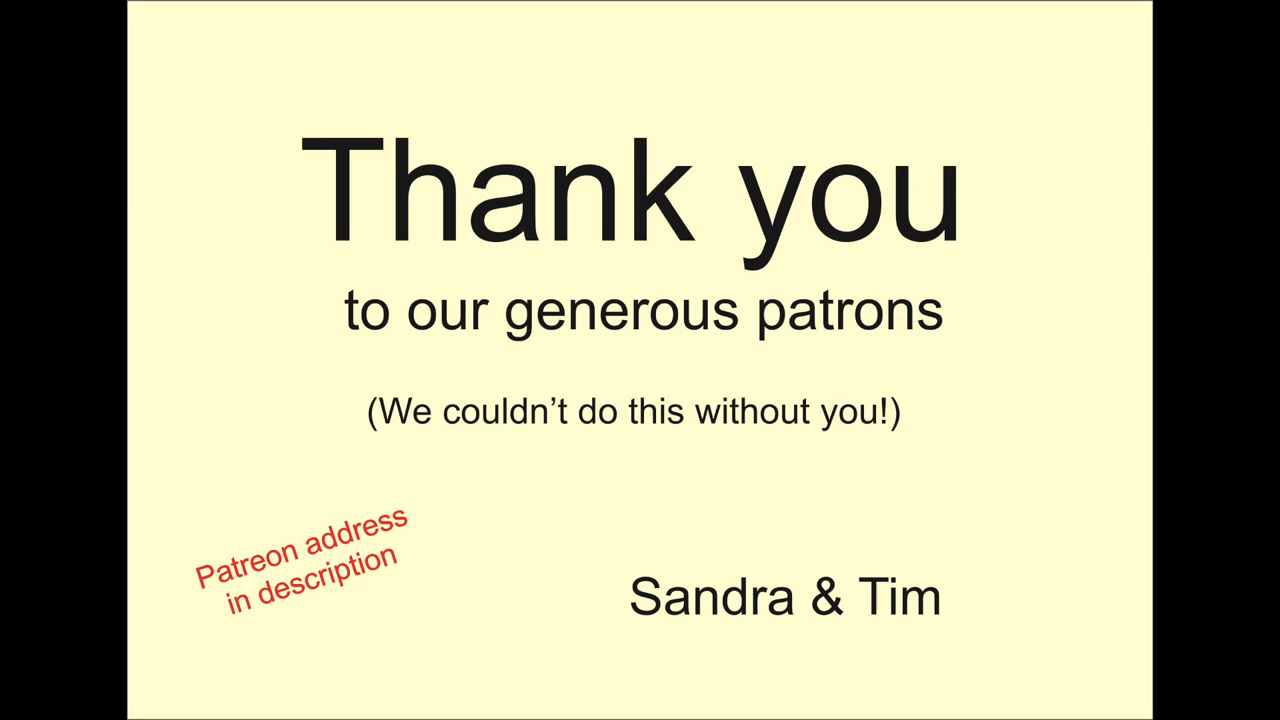 Thank you
to our generous patrons
(We couldn’t do this without you!)
Patreon address
in description
Sandra & Tim